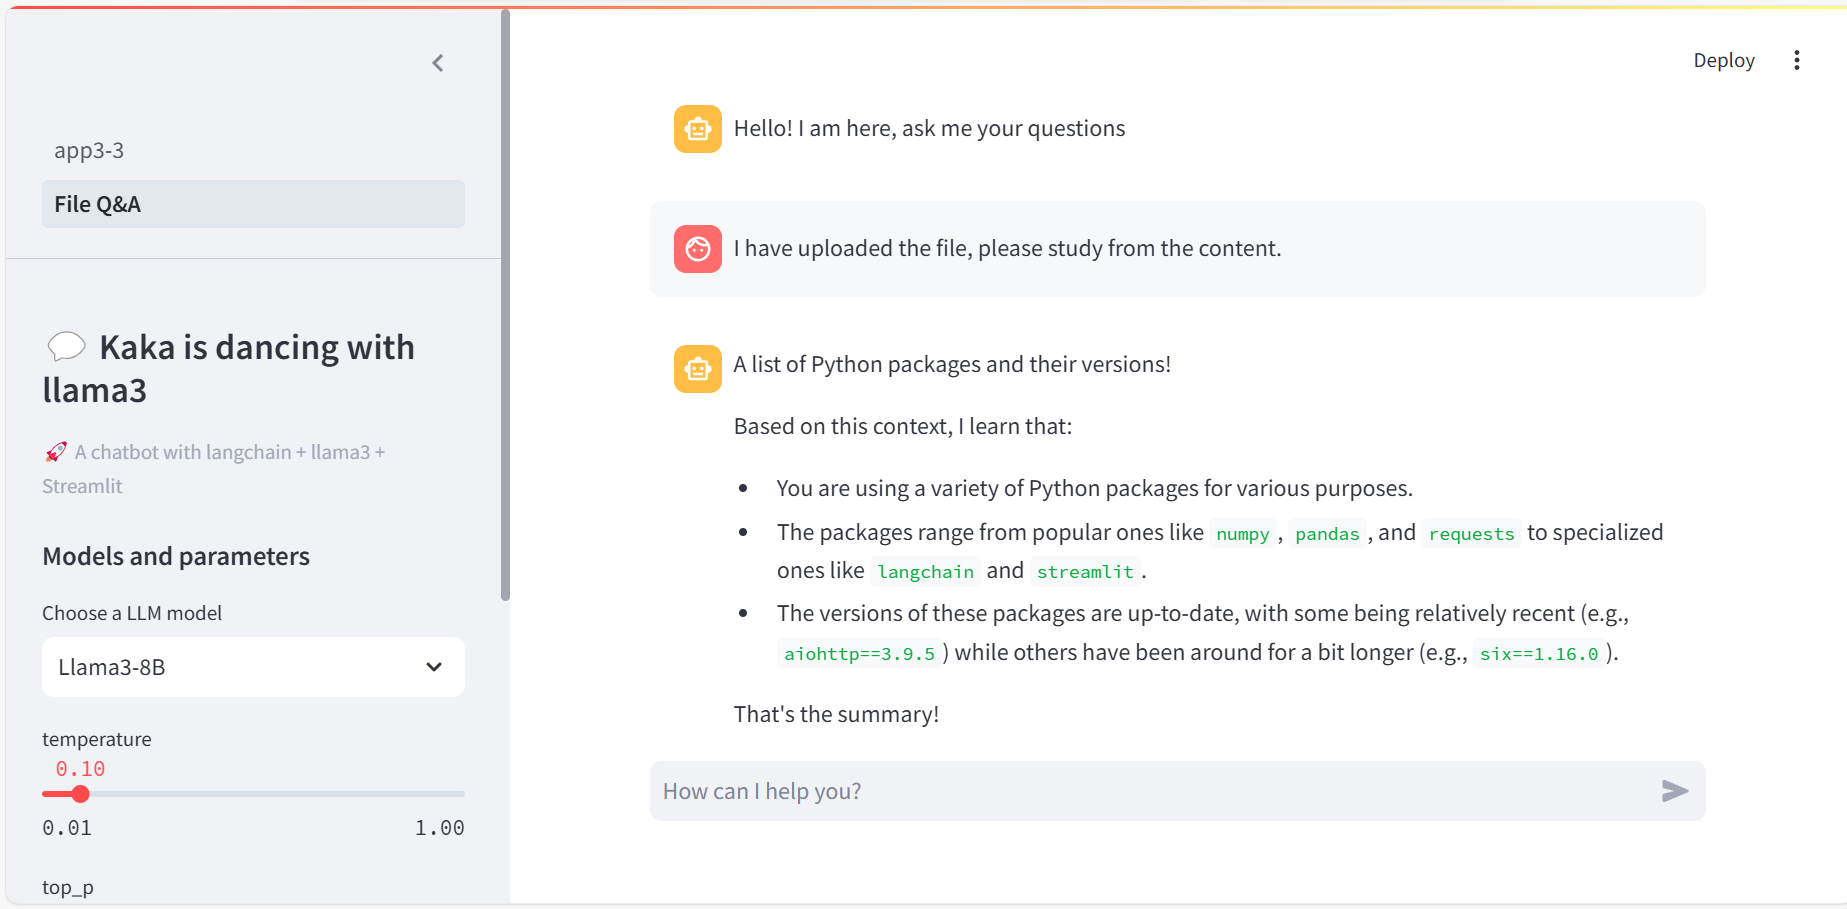 app3-3
File Q&A
Kaka is dancing with
llama3
A chatbot with langchain + llama3 +
Streamlit
Models and parameters
Choose a LLM model
Llama3-8B
temperature
0.10
0.01 1.00
top_p
Deploy
Hello! I am here, ask me your questions
I have uploaded the file, please study from the content.
A list of Python packages and their versions!
Based on this context, I learn that:
• You are using a variety of Python packages for various purposes.
• The packages range from popular ones like numpy , pandas , and requests to specialized
ones like langchain and streamlit .
• The versions of these packages are up-to-date, with some being relatively recent (e.g.,
aiohttp==3.9.5 ) while others have been around for a bit longer (e.g., six==1.16.0 ).
That's the summary!
How can I help you?